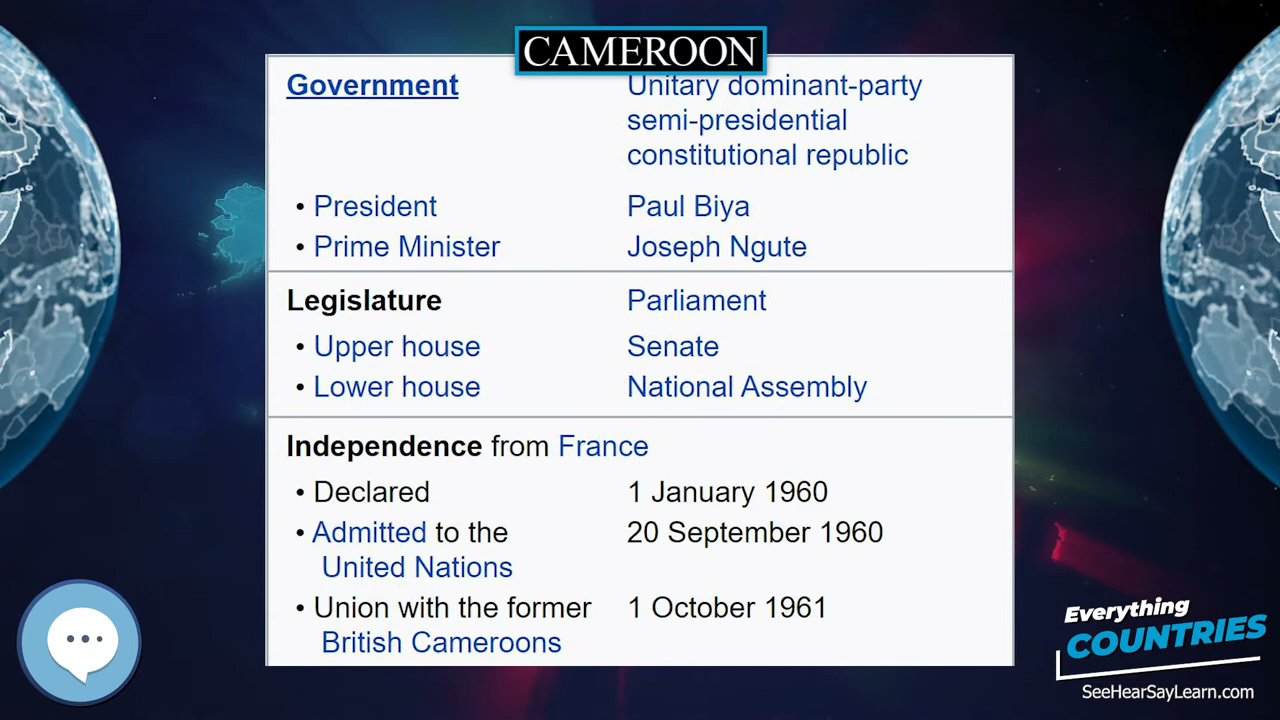 CAMEROON
Government Unitary dominant-party
semi-presidential
constitutional republic
• President Paul Biya
• Prime Minister Joseph Ngute
Legislature Parliament
• Upper house Senate
• Lower house National Assembly
Independence from France
• Declared 1 January 1960
• Admitted to the 20 September 1960
United Nations
• Union with the former 1 October 1961
British Cameroons
Everything
COUNTRIES
SeeHearSayLearn.com